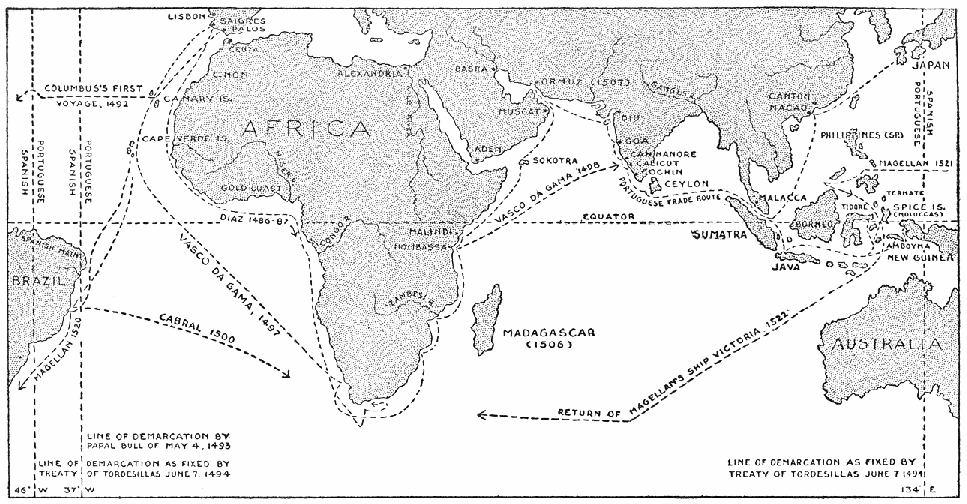 LISBON
SAIGRES
PALOS
CEUTA
C. NON
ALEXANDRIA
BASRA
ORMUZ (1507)
MUSCAT
DIU
GOA
CANNANORE
CALICUT
COCHIN
CEYLON
GANGES
CANTON
MACAU
JAPAN
SPANISH
PORTUGUESE
COLUMBUS'S FIRST
VOYAGE, 1492
CANARY IS.
CAPE VERDE IS.
AFRICA
NILE
ADEN
SOKOTRA
VASCO DA GAMA 1498
PORTUGUESE TRADE ROUTE
PHILIPPINES (SP.)
MAGELLAN 1521
PORTUGUESE
SPANISH
PORTUGUESE
SPANISH
NIGER
GOLD COAST
DIAZ 1486-87
CONGO
MALINDI
MOMBASSA
EQUATOR
MALACCA
SUMATRA
BORNEO
TERNATE
TIDORE
SPICE IS.
(MOLUCCAS)
AMBOYNA
NEW GUINEA
JAVA
SPANISH MAIN
BRAZIL
MAGELLAN 1520
VASCO DA GAMA, 1497
CABRAL 1500
ZAMBESI
MADAGASCAR
(1506)
AUSTRALIA
RETURN OF MAGELLAN'S SHIP VICTORIA 1522
LINE OF DEMARCATION BY
PAPAL BULL OF MAY 4, 1493
LINE OF DEMARCATION AS FIXED BY
TREATY OF TORDESILLAS JUNE 7, 1494
LINE OF DEMARCATION AS FIXED BY
TREATY OF TORDESILLAS JUNE 7 1494
46° W
37° W
134° E